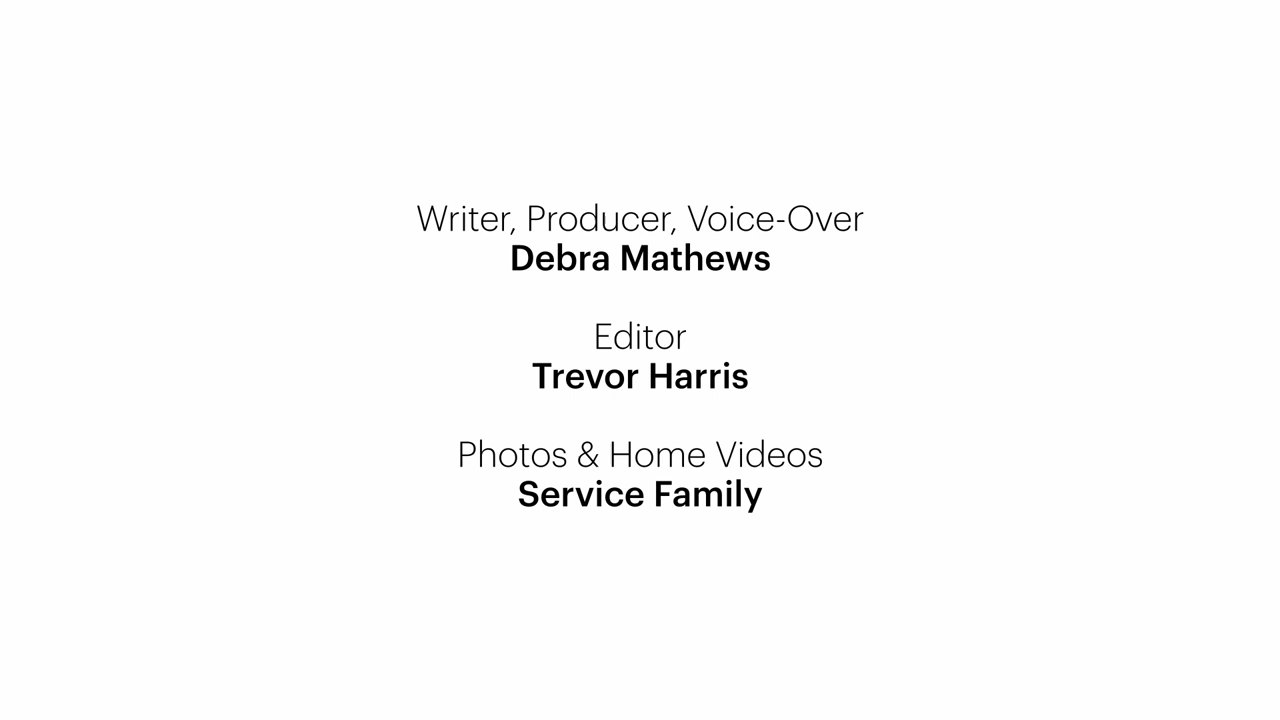 Writer, Producer, Voice-Over
Debra Mathews
Editor
Trevor Harris
Photos & Home Videos
Service Family